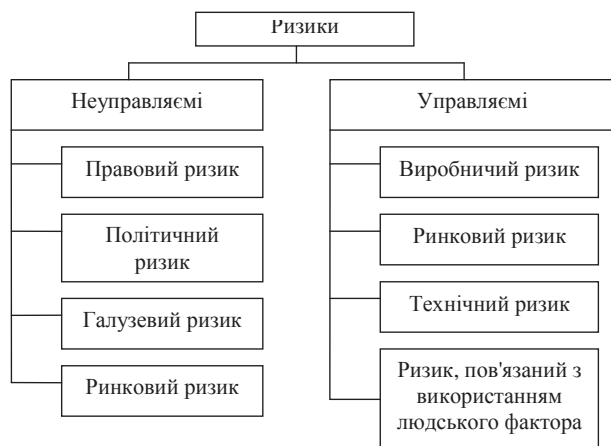 Ризики
Неуправляємі
Управляємі
Правовий ризик
Політичний
ризик
Галузевий ризик
Ринковий ризик
Виробничий ризик
Ринковий ризик
Технічний ризик
Ризик, пов'язаний з
використанням
людського фактора